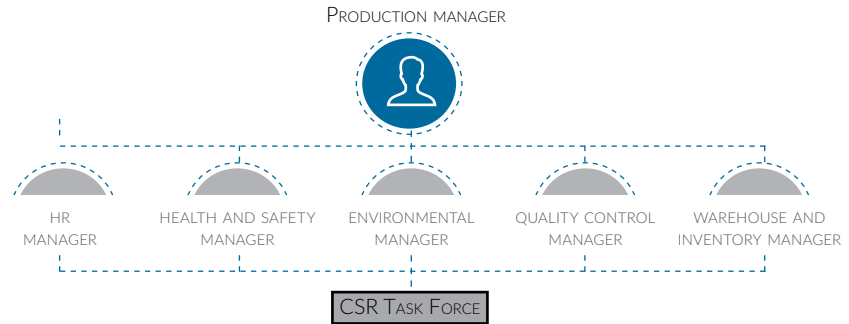 Production manager
HR
manager
health and safety
manager
environmental
manager
quality control
manager
warehouse and
inventory manager
CSR Task Force